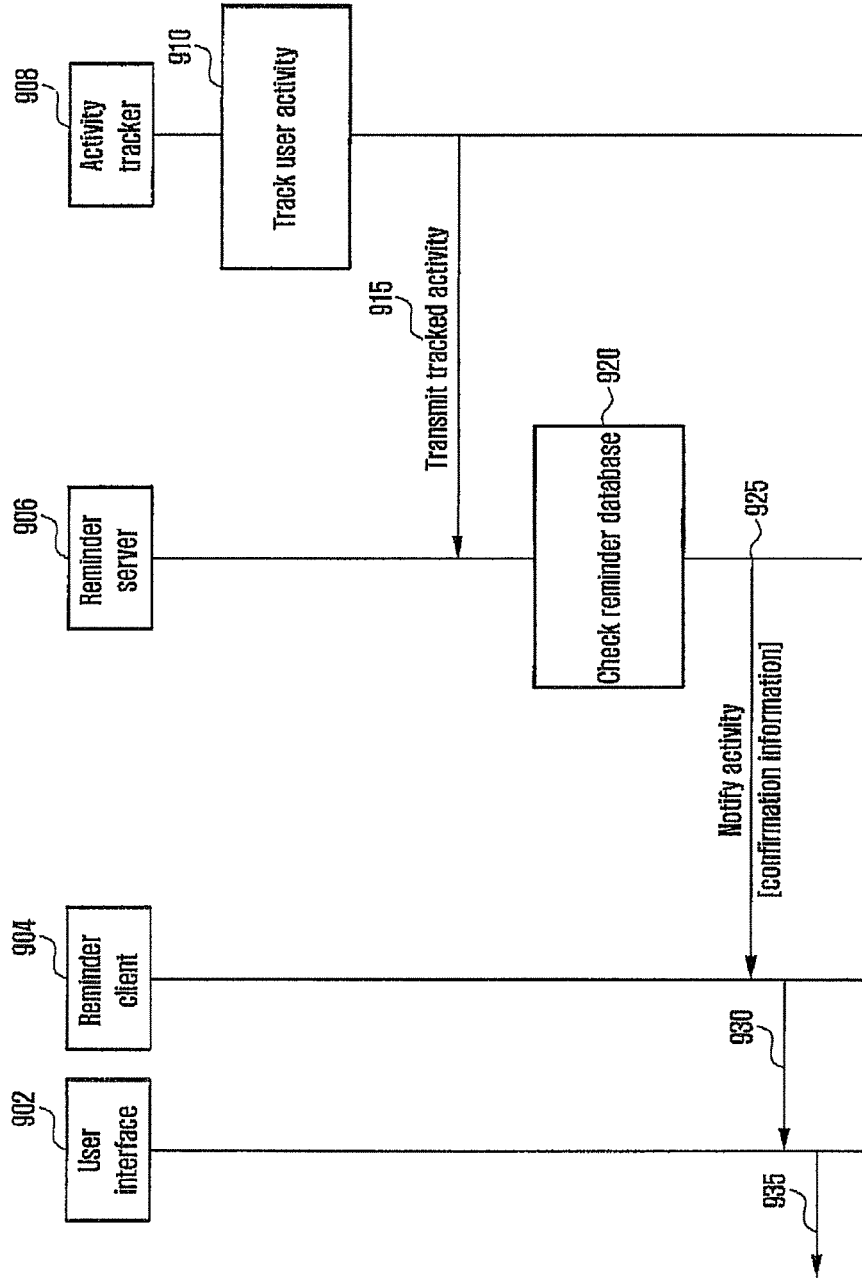 902
User
interface
904
Reminder
client
906
Reminder
server
908
Activity
tracker
910
Track user activity
915
Transmit tracked activity
920
Check reminder database
925
Notify activity
[confirmation information]
930
935